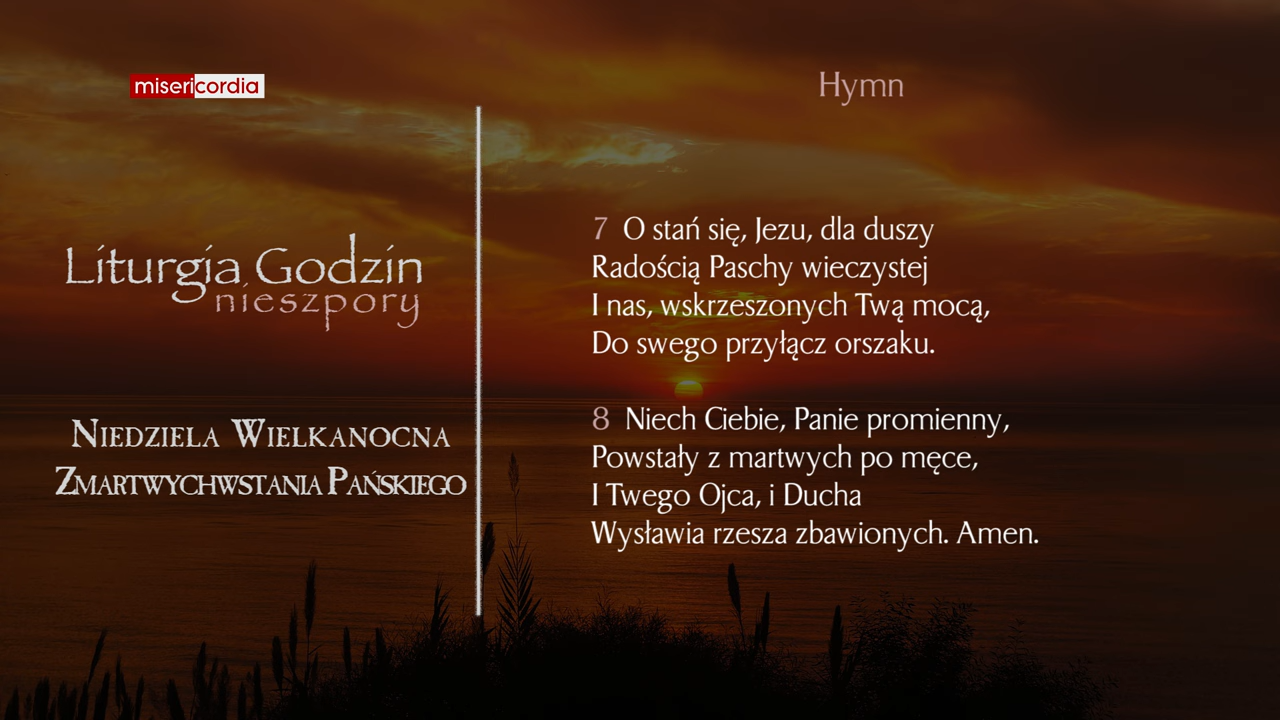 misericordia
Liturgia Godzin
nieszpory
Niedziela Wielkanocna
Zmartwychwstania Pańskiego
Hymn
7 O stań się, Jezu, dla duszy
Radością Paschy wieczystej
I nas, wskrzeszonych Twą mocą,
Do swego przyłącz orszaku.
8 Niech Ciebie, Panie promienny,
Powstały z martwych po męce,
I Twego Ojca, i Ducha
Wysławia rzesza zbawionych. Amen.